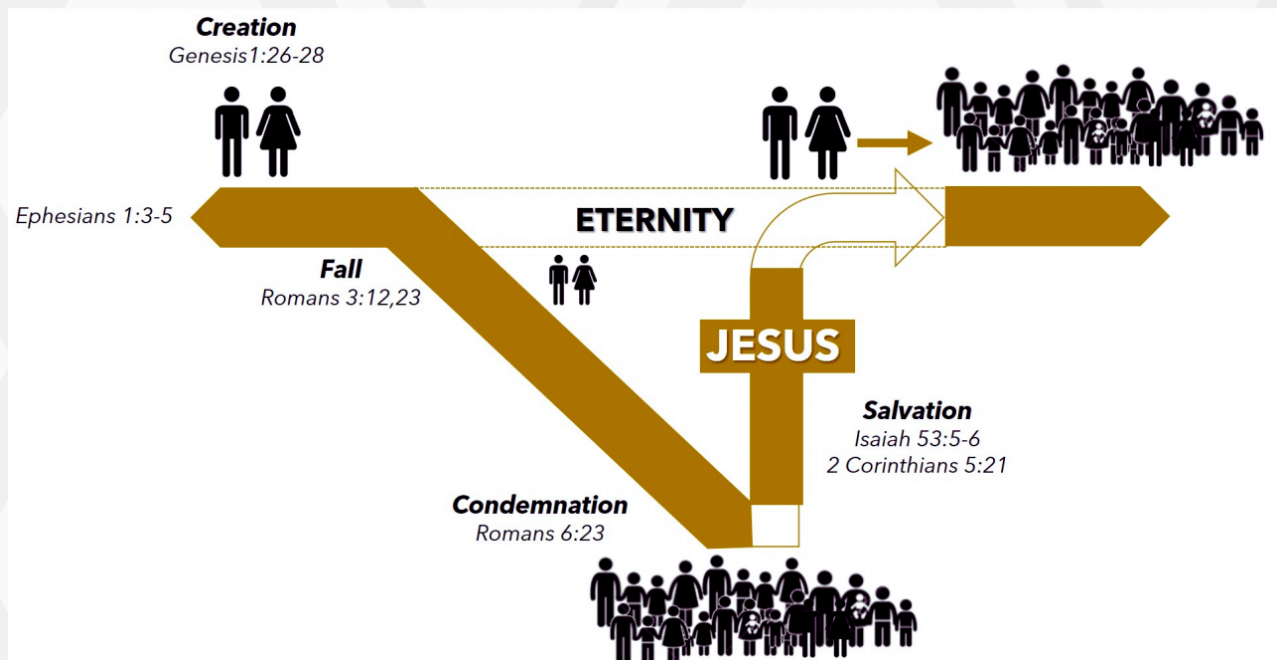 Creation
Genesis1:26-28
Ephesians 1:3-5
ETERNITY
Fall
Romans 3:12,23
JESUS
Salvation
Isaiah 53:5-6
2 Corinthians 5:21
Condemnation
Romans 6:23